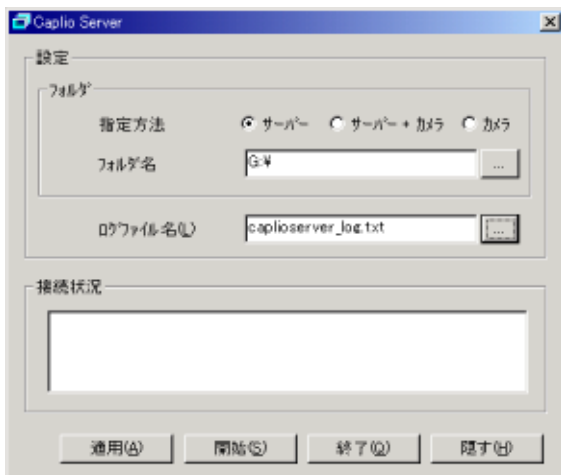 Caplio Server
設定
フォルダ
指定方法 サーバー サーバー + カメラ カメラ
フォルダ名 G:¥ ...
ログファイル名(L) caplioserver_log.txt ...
接続状況
適用(A) 開始(S) 終了(Q) 隠す(H)